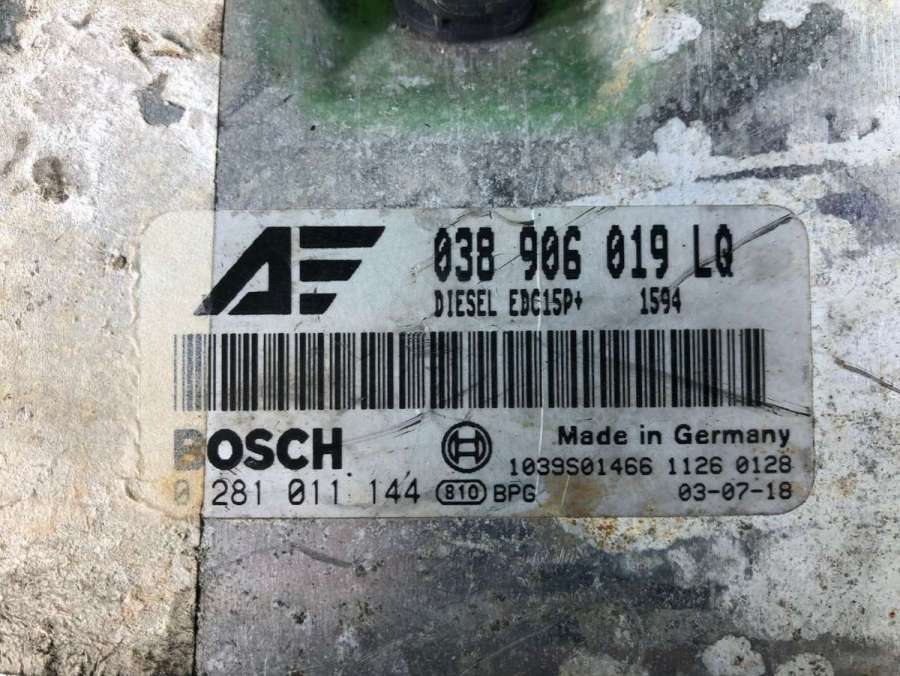 AE
038 906 019 LQ
DIESEL EDC15P+ 1594
BOSCH
Made in Germany
1039S01466 1126 0128
0 281 011 144 810 BPG 03-07-18